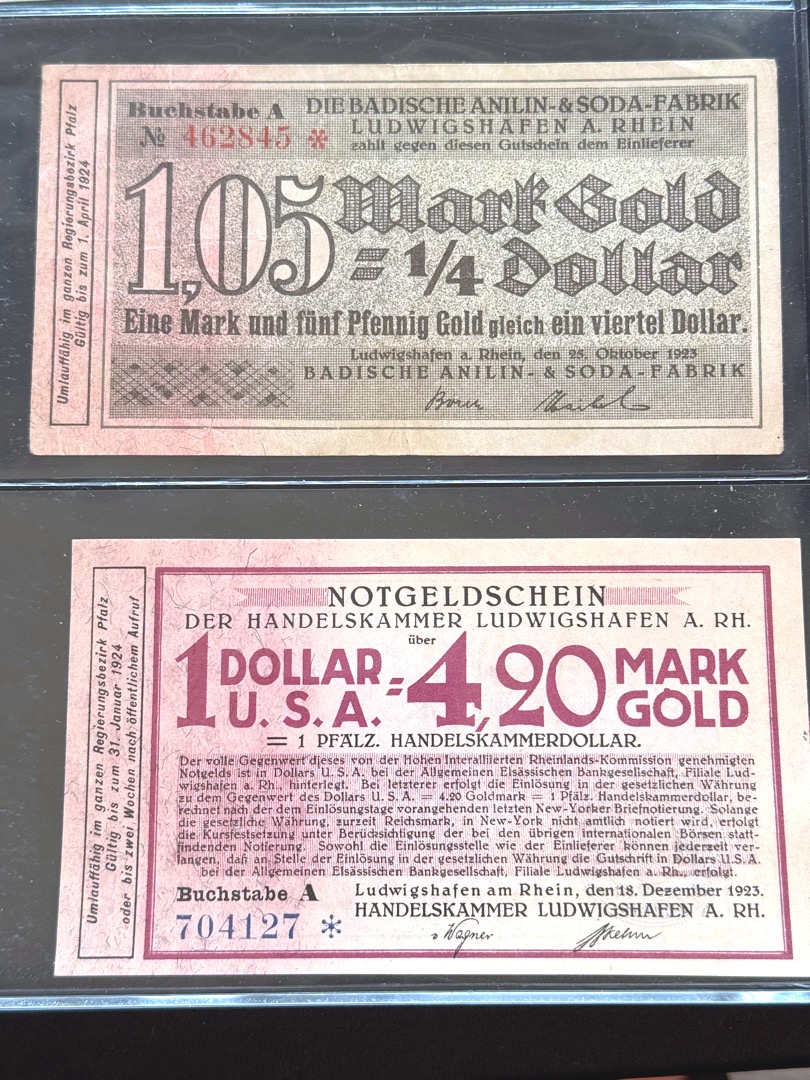 Umlauffähig im ganzen Regierungsbezirk Pfalz
Gültig bis zum 1. April 1924
Buchstabe A
№ 462845 *
DIE BADISCHE ANILIN-&SODA-FABRIK
LUDWIGSHAFEN A. RHEIN
zahlt gegen diesen Gutschein dem Einlieferer
1,05 Mark Gold
= 1/4 Dollar
Eine Mark und fünf Pfennig Gold gleich ein viertel Dollar.
Ludwigshafen a. Rhein, den 25. Oktober 1923
BADISCHE ANILIN- & SODA-FABRIK
Umlauffähig im ganzen Regierungsbezirk Pfalz
Gültig bis zum 31. Januar 1924
oder bis zwei Wochen nach öffentlichem Aufruf
NOTGELDSCHEIN
DER HANDELSKAMMER LUDWIGSHAFEN A. RH.
über
1 DOLLAR U. S. A. = 4,20 MARK GOLD
= 1 PFÄLZ. HANDELSKAMMERDOLLAR.
Der volle Gegenwert dieses von der Hohen Interalliierten Rheinlands-Kommission genehmigten
Notgelds ist in Dollars U. S. A. bei der Allgemeinen Elsässischen Bankgesellschaft, Filiale Lud-
wigshafen a. Rh., hinterlegt. Bei letzterer erfolgt die Einlösung in der gesetzlichen Währung
zu dem Gegenwert des Dollars U. S. A. = 4.20 Goldmark = 1 Pfälz. Handelskammerdollar, be-
rechnet nach der dem Einlösungstage vorangehenden letzten New-Yorker Briefnotierung. Solange
die gesetzliche Währung, zurzeit Reichsmark, in New-York nicht amtlich notiert wird, erfolgt
die Kursfestsetzung unter Berücksichtigung der bei den übrigen internationalen Börsen statt-
findenden Notierung. Sowohl die Einlösungsstelle wie der Einlieferer können jederzeit ver-
langen, daß an Stelle der Einlösung in der gesetzlichen Währung die Gutschrift in Dollars U. S. A.
bei der Allgemeinen Elsässischen Bankgesellschaft, Filiale Ludwigshafen a. Rh., erfolgt.
Buchstabe A
704127 *
Ludwigshafen am Rhein, den 18. Dezember 1923.
HANDELSKAMMER LUDWIGSHAFEN A. RH.
v Wagner